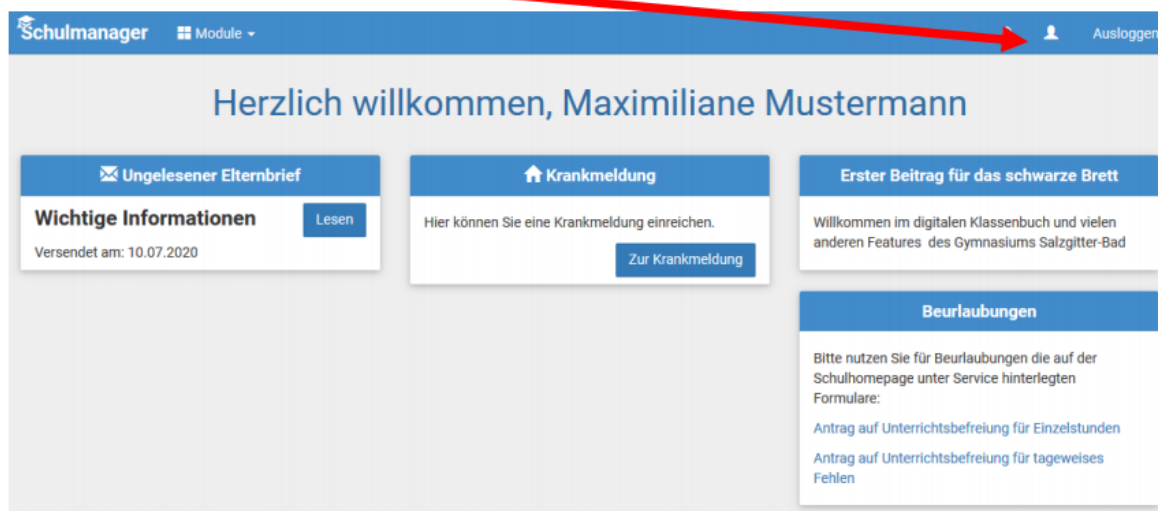 Schulmanager Module Ausloggen
Herzlich willkommen, Maximiliane Mustermann
Ungelesener Elternbrief
Wichtige Informationen Lesen
Versendet am: 10.07.2020
Krankmeldung
Hier können Sie eine Krankmeldung einreichen.
Zur Krankmeldung
Erster Beitrag für das schwarze Brett
Willkommen im digitalen Klassenbuch und vielen
anderen Features des Gymnasiums Salzgitter-Bad
Beurlaubungen
Bitte nutzen Sie für Beurlaubungen die auf der
Schulhomepage unter Service hinterlegten
Formulare:
Antrag auf Unterrichtsbefreiung für Einzelstunden
Antrag auf Unterrichtsbefreiung für tageweises
Fehlen